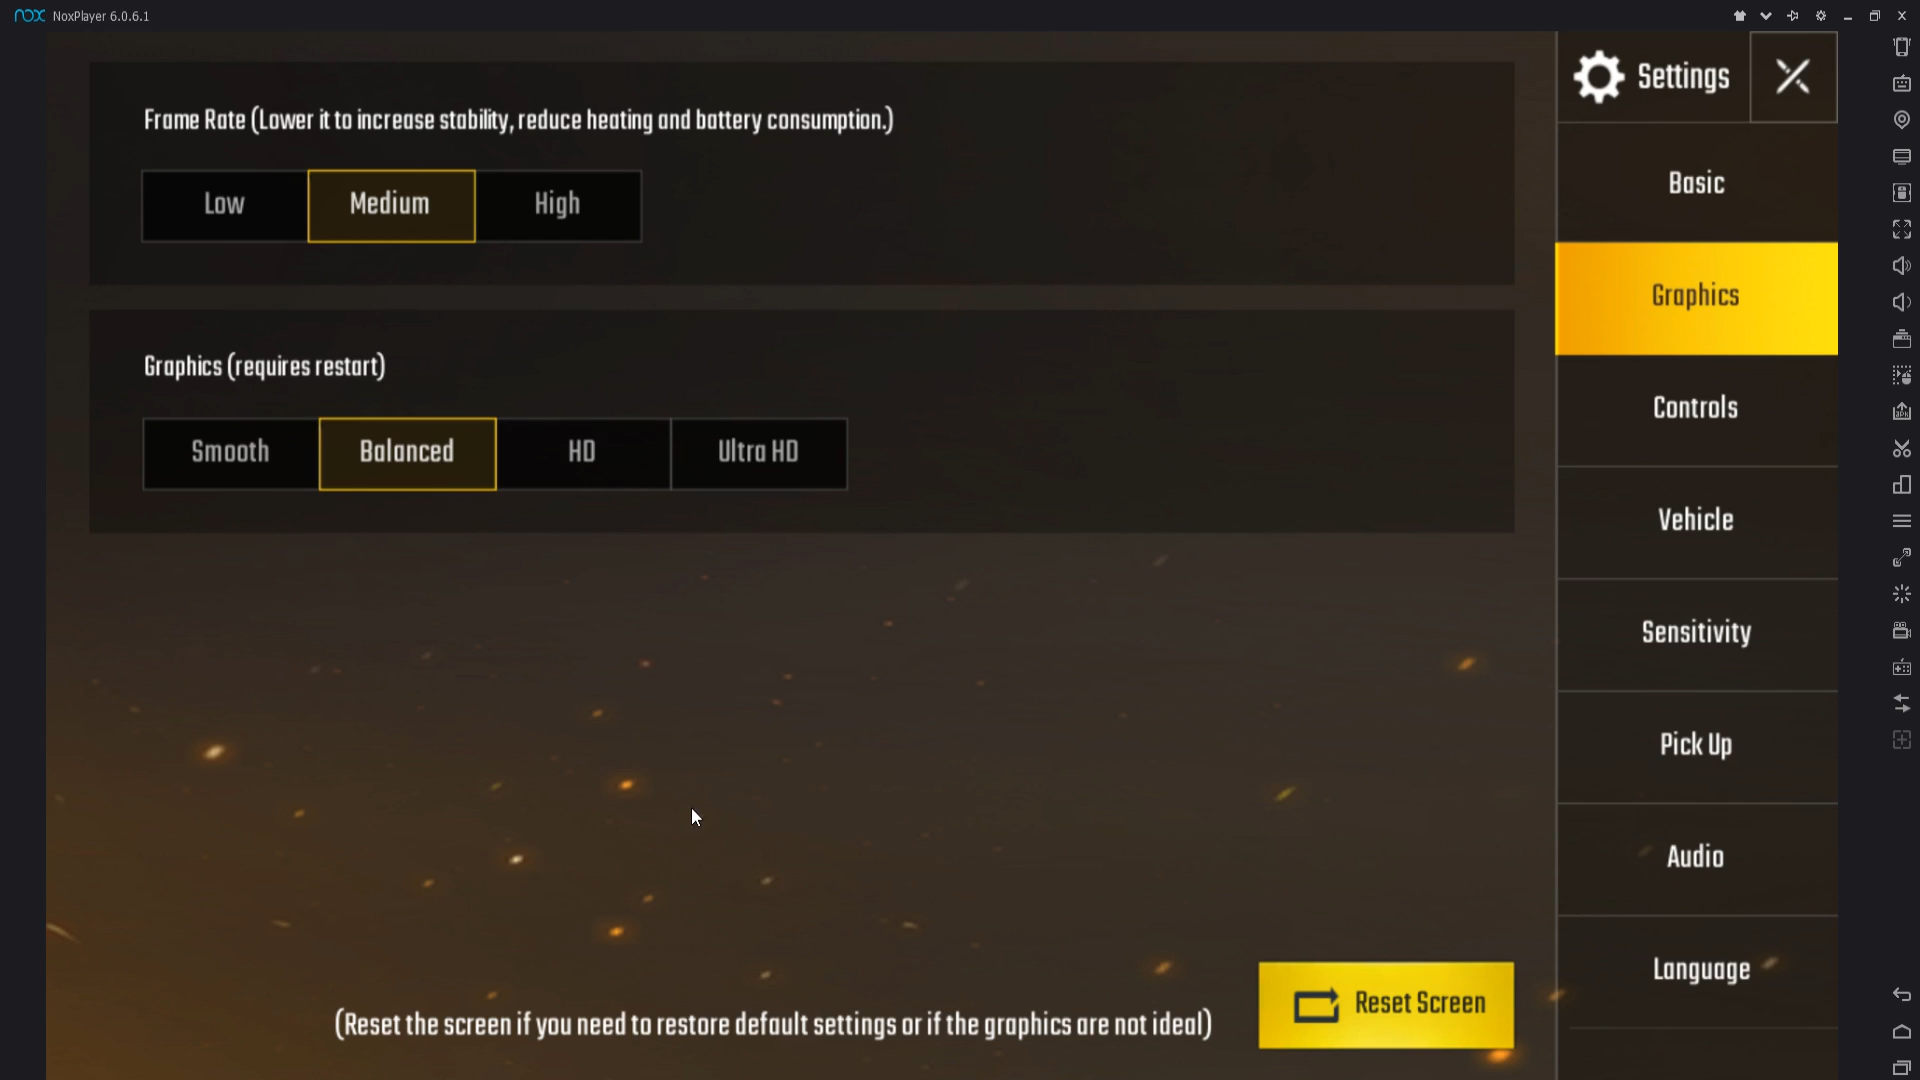 nox NoxPlayer 6.0.6.1
Settings
Frame Rate (Lower it to increase stability, reduce heating and battery consumption.)
Low Medium High
Graphics (requires restart)
Smooth Balanced HD Ultra HD
Basic
Graphics
Controls
Vehicle
Sensitivity
Pick Up
Audio
Language
(Reset the screen if you need to restore default settings or if the graphics are not ideal)
Reset Screen